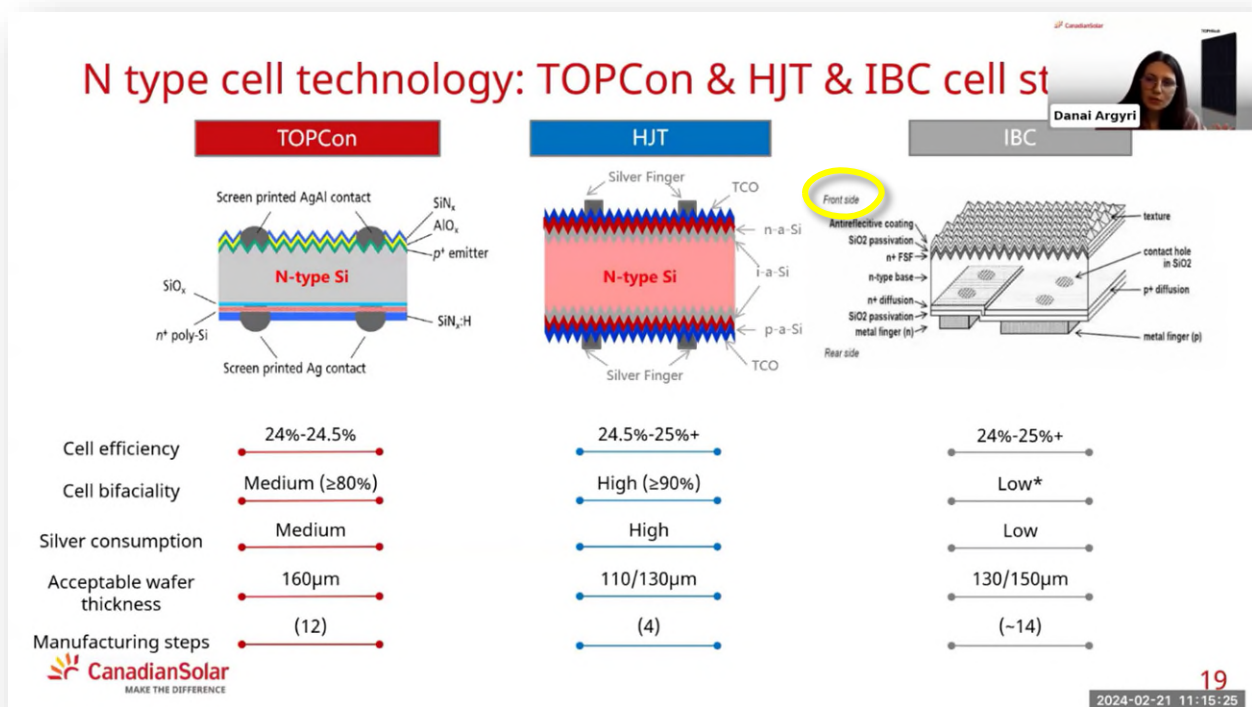 CanadianSolar
TOPHiKu6
N type cell technology: TOPCon & HJT & IBC cell st
Danai Argyri
TOPCon
HJT
IBC
Screen printed AgAl contact
SiNx
AlOx
p+ emitter
N-type Si
SiOx
n+ poly-Si
SiNx:H
Screen printed Ag contact
Silver Finger
TCO
n-a-Si
N-type Si
i-a-Si
p-a-Si
TCO
Silver Finger
Front side
Antireflecitive coating
SiO2 passivation
n+ FSF
n-type base
n+ diffusion
SiO2 passivation
metal finger (n)
Rear side
texture
contact hole
in SiO2
p+ diffusion
metal finger (p)
Cell efficiency
24%-24.5%
24.5%-25%+
24%-25%+
Cell bifaciality
Medium (≥80%)
High (≥90%)
Low*
Silver consumption
Medium
High
Low
Acceptable wafer
thickness
160μm
110/130μm
130/150μm
Manufacturing steps
(12)
(4)
(~14)
CanadianSolar
MAKE THE DIFFERENCE
19
2024-02-21 11:15:25